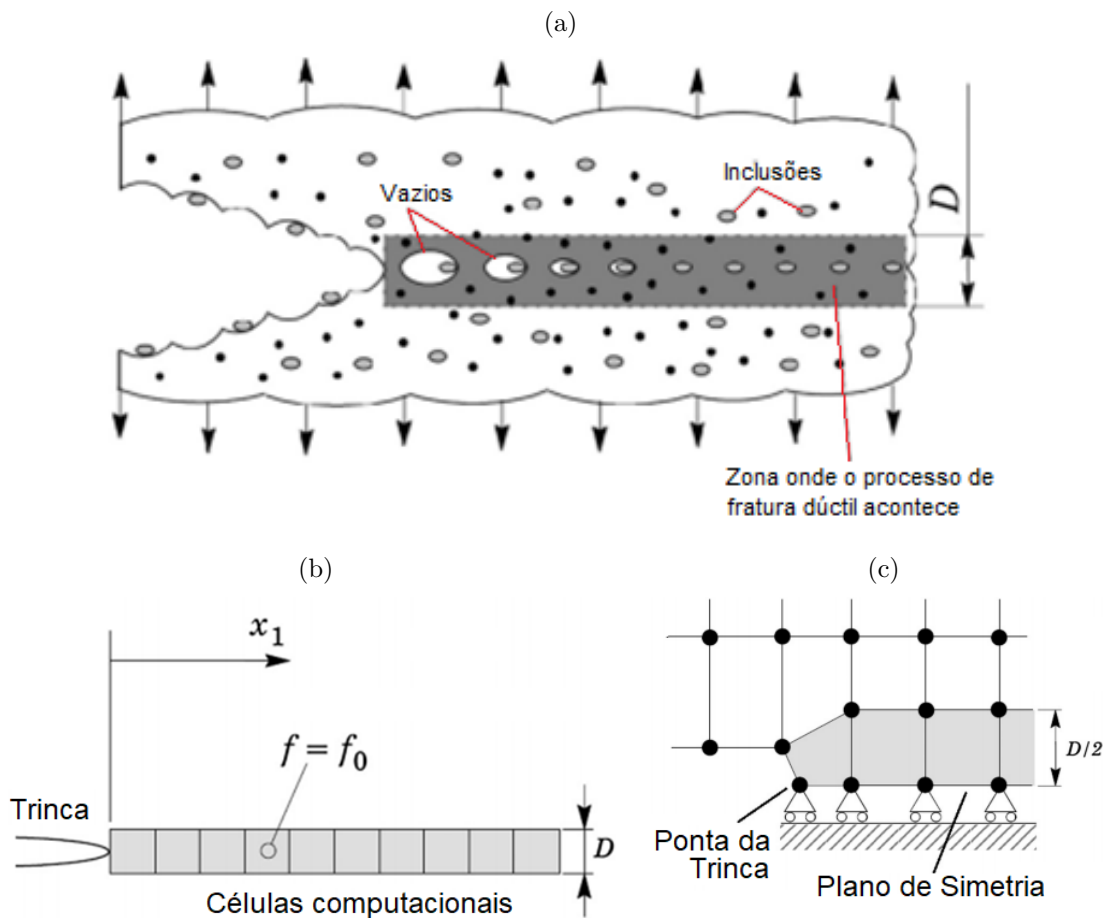 (a)
Inclusões
Vazios
D
Zona onde o processo de
fratura dúctil acontece
(b)
(c)
x₁
f = f₀
D/2
Trinca
D
Ponta da
Trinca
Células computacionais
Plano de Simetria